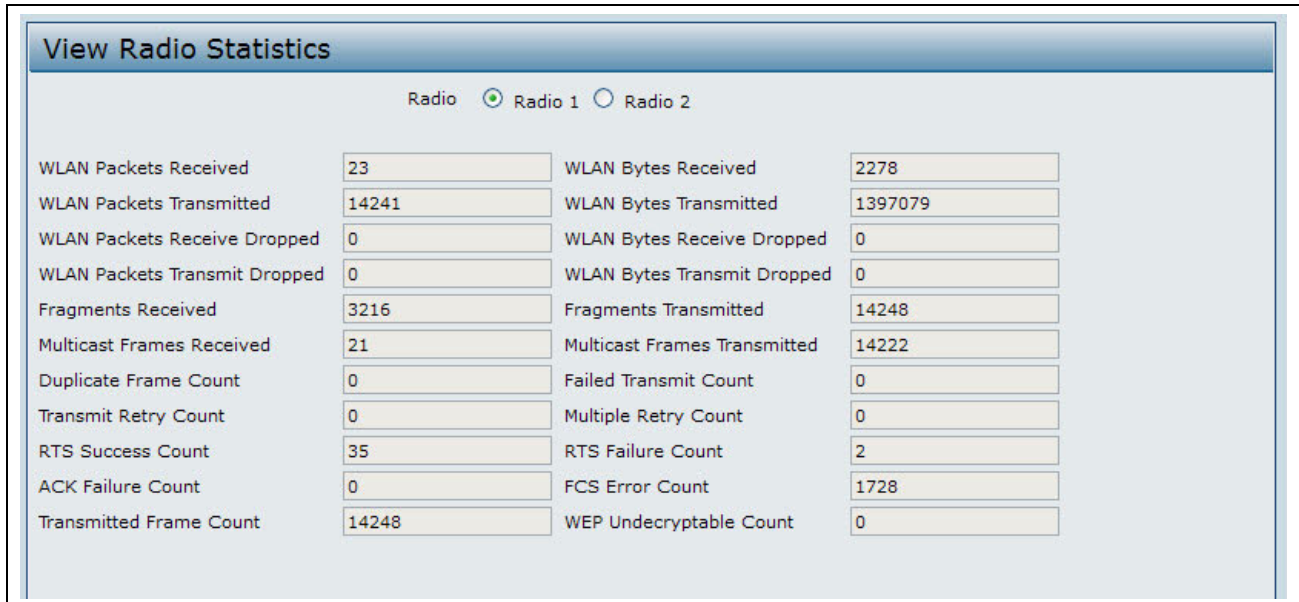 View Radio Statistics
Radio Radio 1 Radio 2
WLAN Packets Received 23 WLAN Bytes Received 2278
WLAN Packets Transmitted 14241 WLAN Bytes Transmitted 1397079
WLAN Packets Receive Dropped 0 WLAN Bytes Receive Dropped 0
WLAN Packets Transmit Dropped 0 WLAN Bytes Transmit Dropped 0
Fragments Received 3216 Fragments Transmitted 14248
Multicast Frames Received 21 Multicast Frames Transmitted 14222
Duplicate Frame Count 0 Failed Transmit Count 0
Transmit Retry Count 0 Multiple Retry Count 0
RTS Success Count 35 RTS Failure Count 2
ACK Failure Count 0 FCS Error Count 1728
Transmitted Frame Count 14248 WEP Undecryptable Count 0